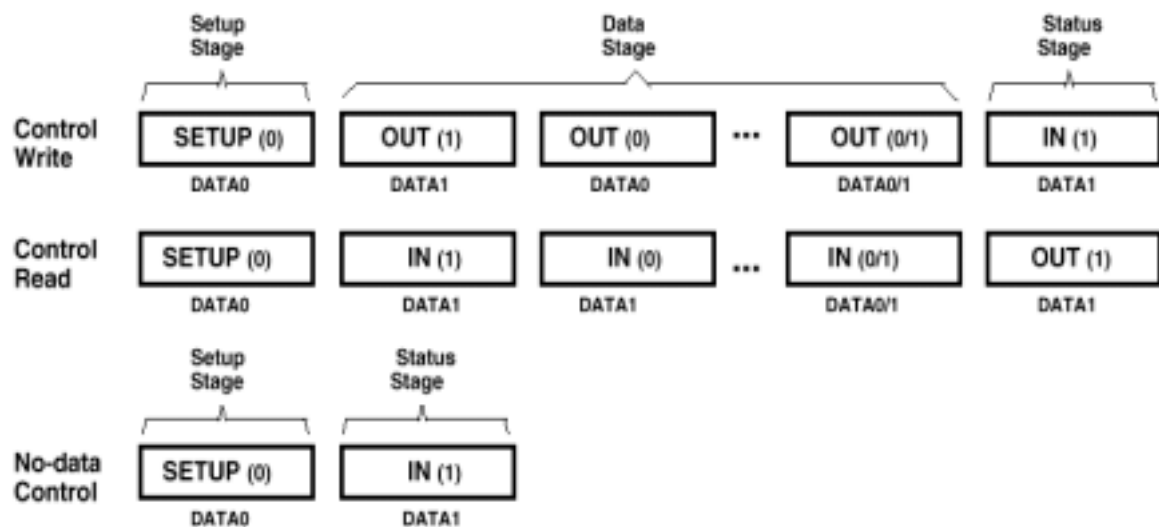 Setup
Stage
Data
Stage
Status
Stage
Control
Write
SETUP (0)
OUT (1)
OUT (0)
...
OUT (0/1)
IN (1)
DATA0
DATA1
DATA0
DATA0/1
DATA1
Control
Read
SETUP (0)
IN (1)
IN (0)
...
IN (0/1)
OUT (1)
DATA0
DATA1
DATA1
DATA0/1
DATA1
Setup
Stage
Status
Stage
No-data
Control
SETUP (0)
IN (1)
DATA0
DATA1